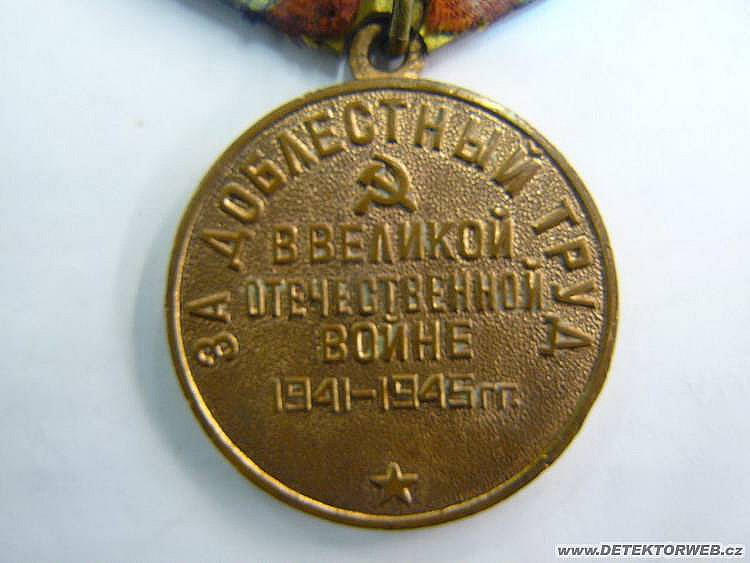 ЗА ДОБЛЕСТНЫЙ ТРУД
В ВЕЛИКОЙ
ОТЕЧЕСТВЕННОЙ
ВОЙНЕ
1941-1945 гг.
www.DETEKTORWEB.cz